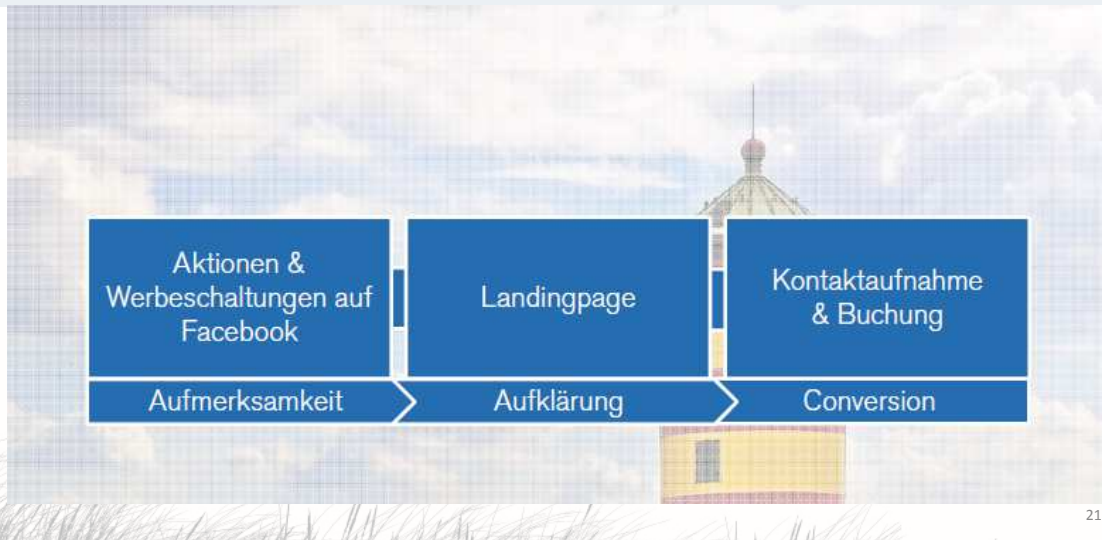 Aktionen &
Werbeschaltungen auf
Facebook
Landingpage
Kontaktaufnahme
& Buchung
Aufmerksamkeit
Aufklärung
Conversion
21